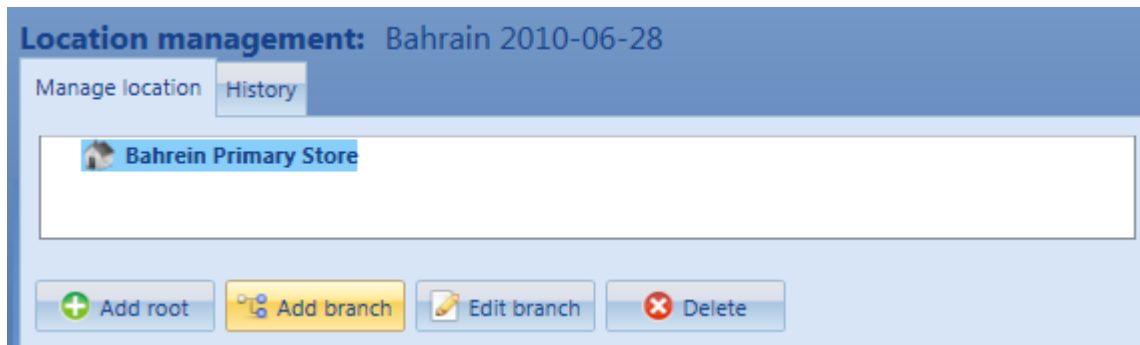 Location management: Bahrain 2010-06-28
Manage location History
Bahrein Primary Store
Add root Add branch Edit branch Delete